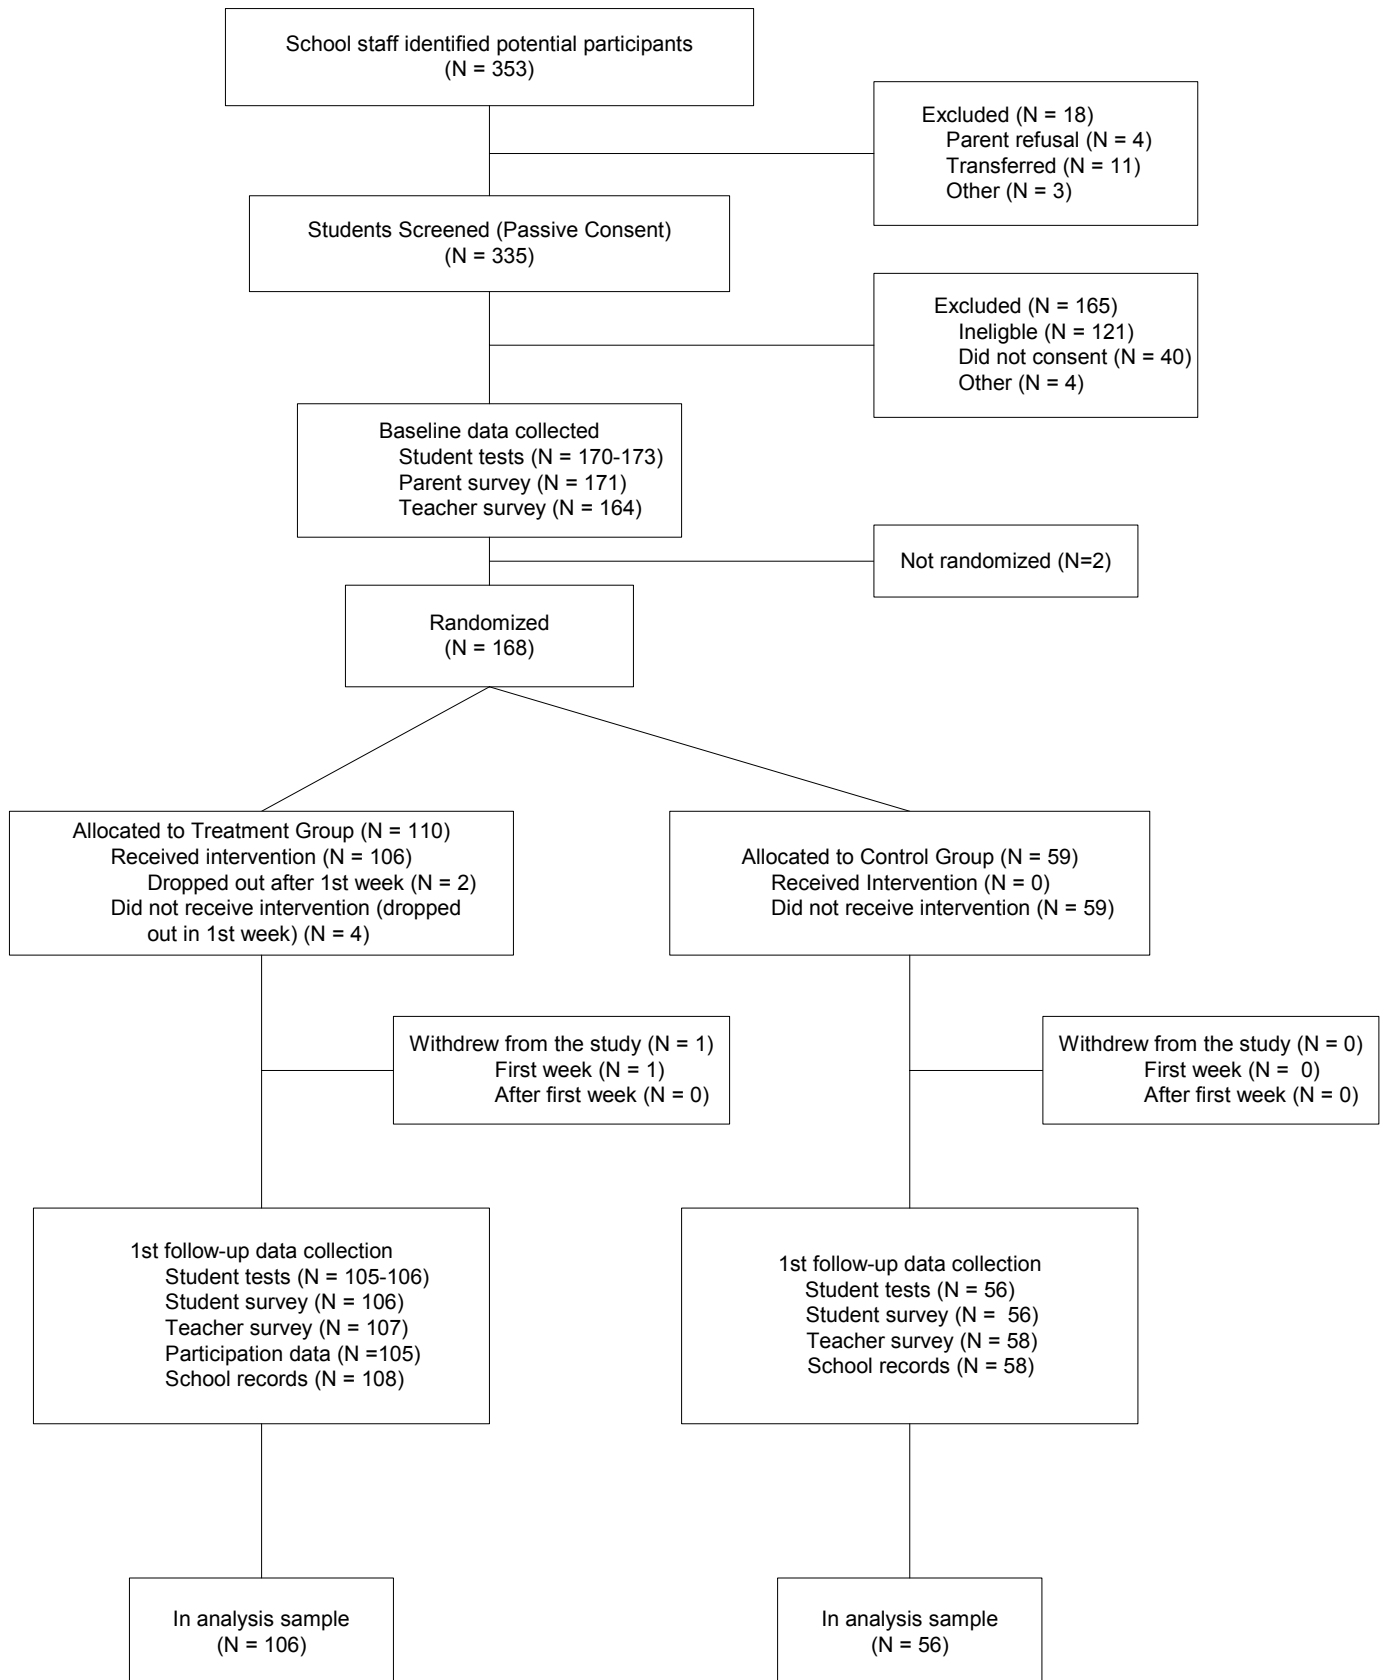 School staff identified potential participants
(N = 353)
Excluded (N = 18)
Parent refusal (N = 4)
Transferred (N = 11)
Other (N = 3)
Students Screened (Passive Consent)
(N = 335)
Excluded (N = 165)
Ineligble (N = 121)
Did not consent (N = 40)
Other (N = 4)
Baseline data collected
Student tests (N = 170-173)
Parent survey (N = 171)
Teacher survey (N = 164)
Not randomized (N=2)
Randomized
(N = 168)
Allocated to Treatment Group (N = 110)
Received intervention (N = 106)
Dropped out after 1st week (N = 2)
Did not receive intervention (dropped
out in 1st week) (N = 4)
Allocated to Control Group (N = 59)
Received Intervention (N = 0)
Did not receive intervention (N = 59)
Withdrew from the study (N = 1)
First week (N = 1)
After first week (N = 0)
Withdrew from the study (N = 0)
First week (N =  0)
After first week (N = 0)
1st follow-up data collection
Student tests (N = 105-106)
Student survey (N = 106)
Teacher survey (N = 107)
Participation data (N =105)
School records (N = 108)
1st follow-up data collection
Student tests (N = 56)
Student survey (N =  56)
Teacher survey (N = 58)
School records (N = 58)
In analysis sample
(N = 106)
In analysis sample
(N = 56)